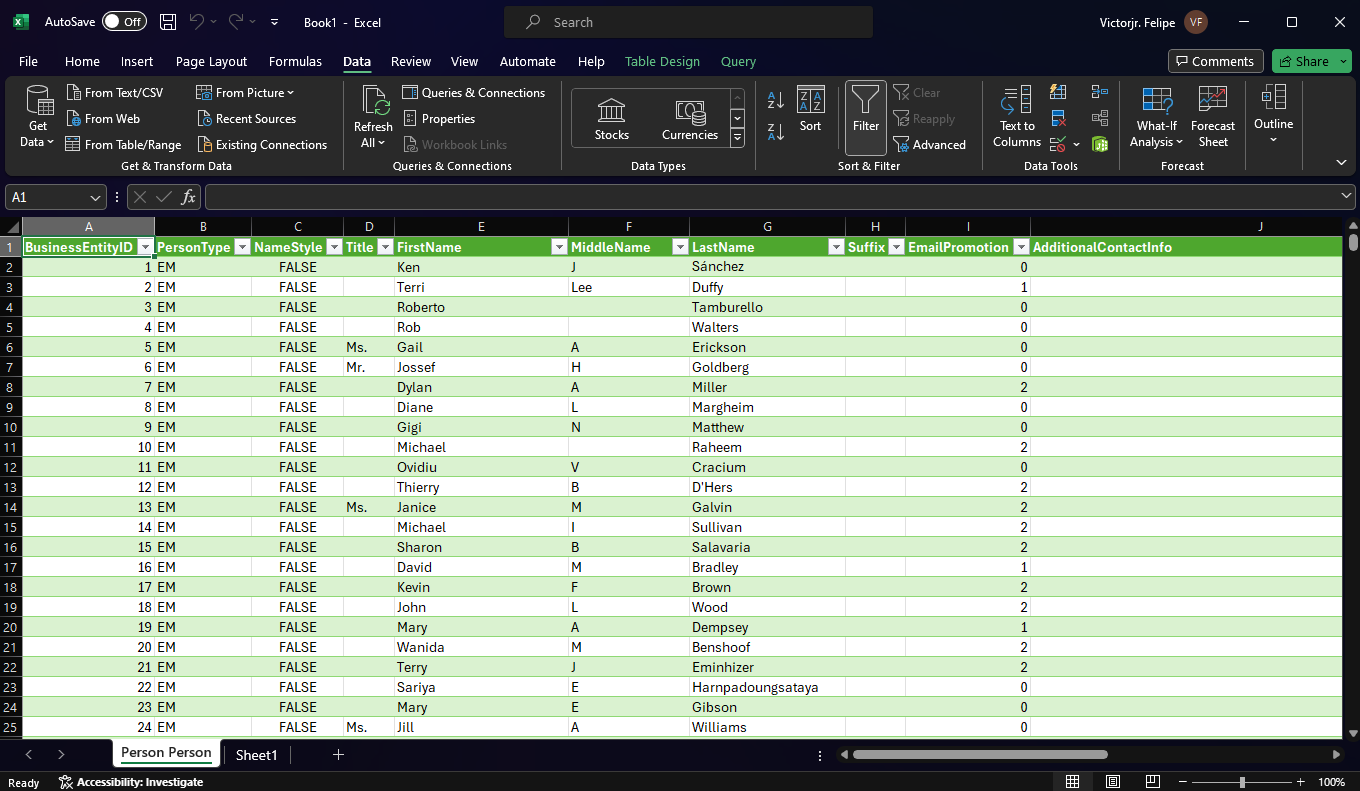 AutoSave Off Book1 - Excel Search Victorjr. Felipe VF
File Home Insert Page Layout Formulas Data Review View Automate Help Table Design Query Comments Share
Get Data From Text/CSV From Web From Table/Range From Picture Recent Sources Existing Connections
Refresh All Queries & Connections Properties Workbook Links
Stocks Currencies
Sort Filter Clear Reapply Advanced
Text to Columns
What-If Analysis Forecast Sheet Outline
Get & Transform Data Queries & Connections Data Types Sort & Filter Data Tools Forecast
A1 fx
A B C D E F G H I J
1 BusinessEntityID PersonType NameStyle Title FirstName MiddleName LastName Suffix EmailPromotion AdditionalContactInfo
2 1 EM FALSE Ken J Sánchez 0
3 2 EM FALSE Terri Lee Duffy 1
4 3 EM FALSE Roberto Tamburello 0
5 4 EM FALSE Rob Walters 0
6 5 EM FALSE Ms. Gail A Erickson 0
7 6 EM FALSE Mr. Jossef H Goldberg 0
8 7 EM FALSE Dylan A Miller 2
9 8 EM FALSE Diane L Margheim 0
10 9 EM FALSE Gigi N Matthew 0
11 10 EM FALSE Michael Raheem 2
12 11 EM FALSE Ovidiu V Cracium 0
13 12 EM FALSE Thierry B D'Hers 2
14 13 EM FALSE Ms. Janice M Galvin 2
15 14 EM FALSE Michael I Sullivan 2
16 15 EM FALSE Sharon B Salavaria 2
17 16 EM FALSE David M Bradley 1
18 17 EM FALSE Kevin F Brown 2
19 18 EM FALSE John L Wood 2
20 19 EM FALSE Mary A Dempsey 1
21 20 EM FALSE Wanida M Benshoof 2
22 21 EM FALSE Terry J Eminhizer 2
23 22 EM FALSE Sariya E Harnpadoungsataya 0
24 23 EM FALSE Mary E Gibson 0
25 24 EM FALSE Ms. Jill A Williams 0
Person Person Sheet1
Ready Accessibility: Investigate 100%